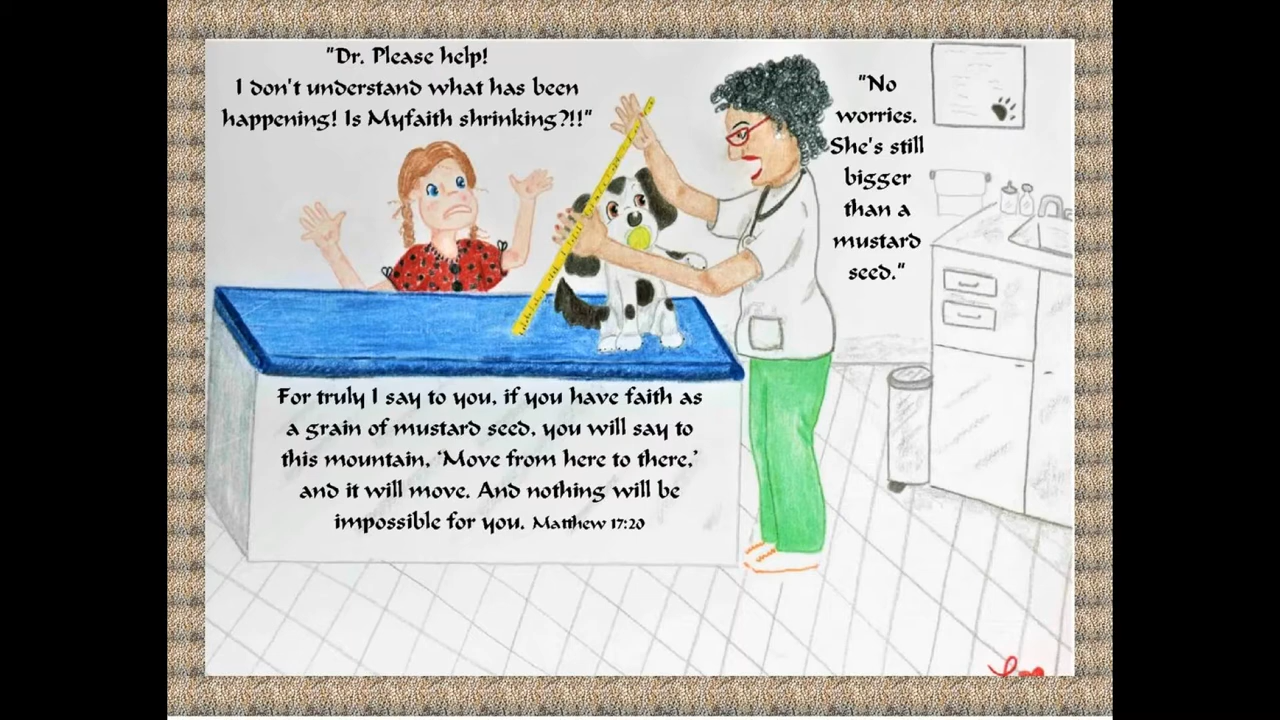 "Dr. Please help!
I don't understand what has been
happening! Is Myfaith shrinking?!!"
"No
worries.
She's still
bigger
than a
mustard
seed."
For truly I say to you, if you have faith as
a grain of mustard seed, you will say to
this mountain, 'Move from here to there,'
and it will move. And nothing will be
impossible for you. Matthew 17:20